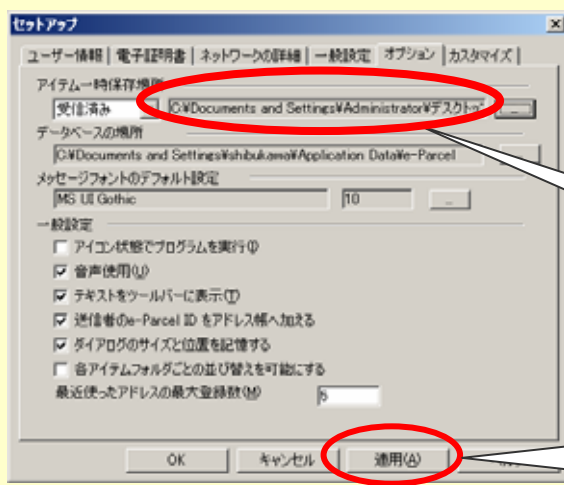 セットアップ
ユーザー情報 電子証明書 ネットワークの詳細 一般設定 オプション カスタマイズ
アイテム一時保存場所
受信済み C:¥Documents and Settings¥Administrator¥デスクトップ ...
データベースの場所
C:¥Documents and Settings¥shibukawa¥Application Data¥e-Parcel
メッセージフォントのデフォルト設定
MS UI Gothic 10 ...
一般設定
アイコン状態でプログラムを実行(I)
音声使用(U)
テキストをツールバーに表示(T)
送信者のe-Parcel ID をアドレス帳へ加える
ダイアログのサイズと位置を記憶する
各アイテムフォルダごとの並び替えを可能にする
最近使ったアドレスの最大登録数(M)
OK キャンセル 適用(A)